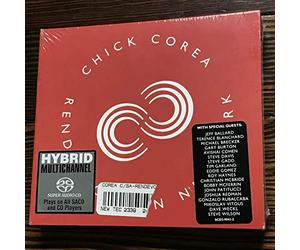 CHICK COREA
REND
N N
RK
WITH SPECIAL GUESTS:
JEFF BALLARD
TERENCE BLANCHARD
MICHAEL BRECKER
GARY BURTON
AVISHAI COHEN
STEVE DAVIS
STEVE GADD
TIM GARLAND
EDDIE GOMEZ
ROY HAYNES
CHRISTIAN MCBRIDE
BOBBY MCFERRIN
JOHN PATITUCCI
JOSHUA REDMAN
GONZALO RUBALCABA
MIROSLAV VITOUS
DAVE WECKL
STEVE WILSON
HYBRID
MULTICHANNEL
SUPER AUDIO CD
Plays on All SACD
and CD Players
COREA C/SA-RENDEVO
NEW TEC 2330